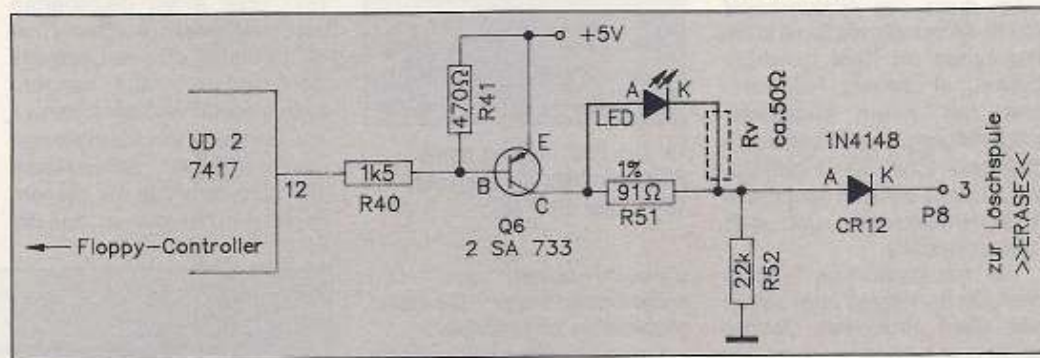 +5V
470Ω
R41
UD 2
7417
12
1k5
R40
← Floppy-Controller
B
E
C
Q6
2 SA 733
A
K
LED
1%
91Ω
R51
Rv
ca.50Ω
22k
R52
1N4148
A
K
CR12
3
P8
zur Löschspule
>>ERASE<<